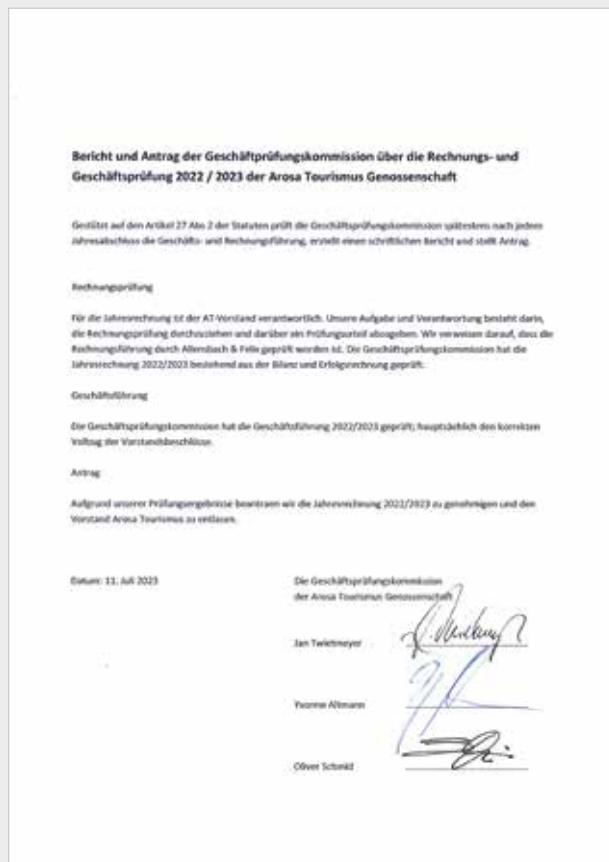 Bericht und Antrag der Geschäftprüfungskommission über die Rechnungs- und
Geschäftsprüfung 2022 / 2023 der Arosa Tourismus Genossenschaft
Gestützt auf den Artikel 27 Abs 2 der Statuten prüft die Geschäftsprüfungskommission spätestens nach jedem
Jahresabschluss die Geschäfts- und Rechnungsführung, erstellt einen schriftlichen Bericht und stellt Antrag.
Rechnungsprüfung
Für die Jahresrechnung ist der AT-Vorstand verantwortlich. Unsere Aufgabe und Verantwortung besteht darin,
die Rechnungsprüfung durchzusehen und darüber ein Prüfungsurteil abzugeben. Wir verweisen darauf, dass die
Rechnungsführung durch & Felix geprüft worden ist. Die Geschäftsprüfungskommission hat die
Jahresrechnung 2022/2023 bestehend aus der Bilanz und Erfolgsrechnung geprüft.
Geschäftsführung
Die Geschäftsprüfungskommission hat die Geschäftsführung 2022/2023 geprüft; hauptsächlich den korrekten
Vollzug der Vorstandsbeschlüsse.
Antrag
Aufgrund unserer Prüfungsergebnisse beantraen wir die Jahresrechnung 2022/2023 zu genehmigen und den
Vorstand Arosa Tourismus zu entlasen.
Datum: 11. Juli 2023
Die Geschäftsprüfungskommission
der Arosa Tourismus Genossenschaft
Jan Twietmeyer
Yvonne Altmann
Oliver Schmid